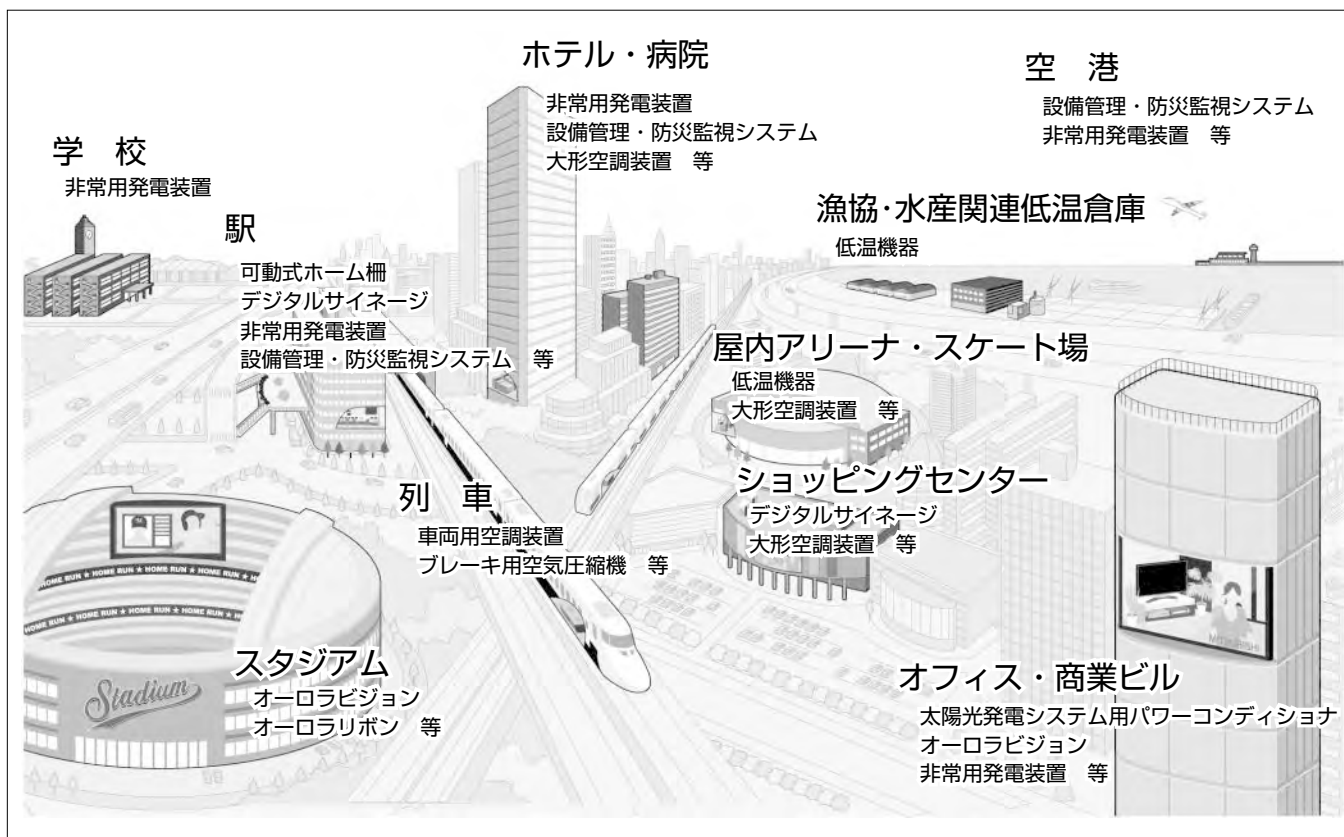 ホテル・病院
非常用発電装置
設備管理・防災監視システム
大形空調装置　等
空　港
設備管理・防災監視システム
非常用発電装置　等
学　校
非常用発電装置
駅
可動式ホーム柵
デジタルサイネージ
非常用発電装置
設備管理・防災監視システム　等
漁協・水産関連低温倉庫
低温機器
屋内アリーナ・スケート場
低温機器
大形空調装置　等
列　車
車両用空調装置
ブレーキ用空気圧縮機　等
ショッピングセンター
デジタルサイネージ
大形空調装置　等
HOME RUN ★ HOME RUN ★ HOME RUN ★ HOME RUN
HOME RUN ★ HOME RUN ★ HOME RUN ★ HOME RUN ★ HOME RUN
スタジアム
オーロラビジョン
オーロラリボン　等
Stadium
MITSUBISHI
オフィス・商業ビル
太陽光発電システム用パワーコンディショナ
オーロラビジョン
非常用発電装置　等